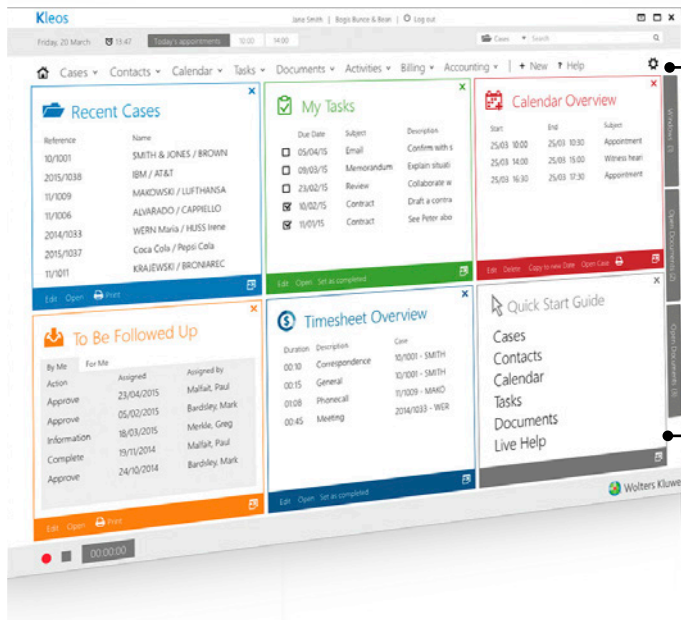 Kleos
Jane Smith | Bogis Bunce & Bean | Log out
Friday, 20 March 13:47 Today's appointments 10:00 14:00 Cases Search
Cases Contacts Calendar Tasks Documents Activities Billing Accounting | + New ? Help
Recent Cases
Reference Name
10/1001 SMITH & JONES / BROWN
2015/1038 IBM / AT&T
11/1009 MAKOWSKI / LUFTHANSA
11/1006 ALVARADO / CAPPIELLO
2014/1033 WERN Maria / HUSS Irene
2015/1037 Coca Cola / Pepsi Cola
11/1011 KRAJEWSKI / BRONIAREC
Edit Open Print
My Tasks
Due Date Subject Description
05/04/15 Email Confirm with s
09/03/15 Memorandum Explain situati
23/02/15 Review Collaborate w
10/02/15 Contract Draft a contra
11/01/15 Contract See Peter abo
Edit Open Set as completed
Calendar Overview
Start End Subject
25/03 10:00 25/03 10:30 Appointment
25/03 14:00 25/03 15:00 Witness heari
25/03 16:30 25/03 17:30 Appointment
Edit Delete Copy to new Date Open Case
To Be Followed Up
By Me For Me
Action Assigned Assigned by
Approve 23/04/2015 Malfait, Paul
Approve 05/02/2015 Bardsley, Mark
Information 18/03/2015 Merkle, Greg
Complete 19/11/2014 Malfait, Paul
Approve 24/10/2014 Bardsley, Mark
Edit Open Print
Timesheet Overview
Duration Description Case
00:10 Correspondence 10/1001 - SMITH
00:15 General 10/1001 - SMITH
01:08 Phonecall 11/1009 - MAKO
00:45 Meeting 2014/1033 - WER
Edit Open Set as completed
Quick Start Guide
Cases
Contacts
Calendar
Tasks
Documents
Live Help
Open Documents
Open Documents
Wolters Kluwe
00:00:00